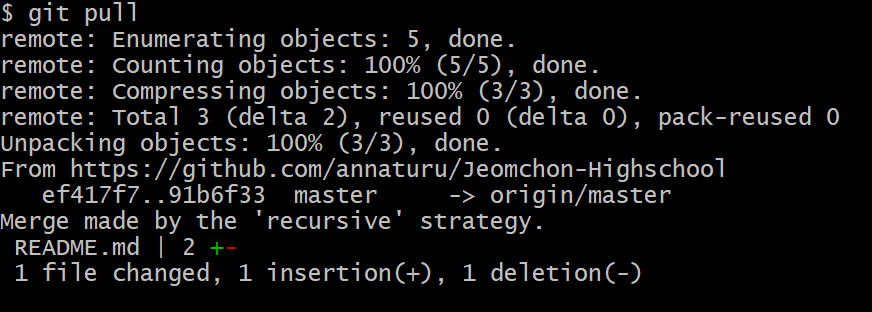 $ git pull
remote: Enumerating objects: 5, done.
remote: Counting objects: 100% (5/5), done.
remote: Compressing objects: 100% (3/3), done.
remote: Total 3 (delta 2), reused 0 (delta 0), pack-reused 0
Unpacking objects: 100% (3/3), done.
From https://github.com/annaturu/Jeomchon-Highschool
   ef417f7..91b6f33  master     -> origin/master
Merge made by the 'recursive' strategy.
 README.md | 2 +-
 1 file changed, 1 insertion(+), 1 deletion(-)